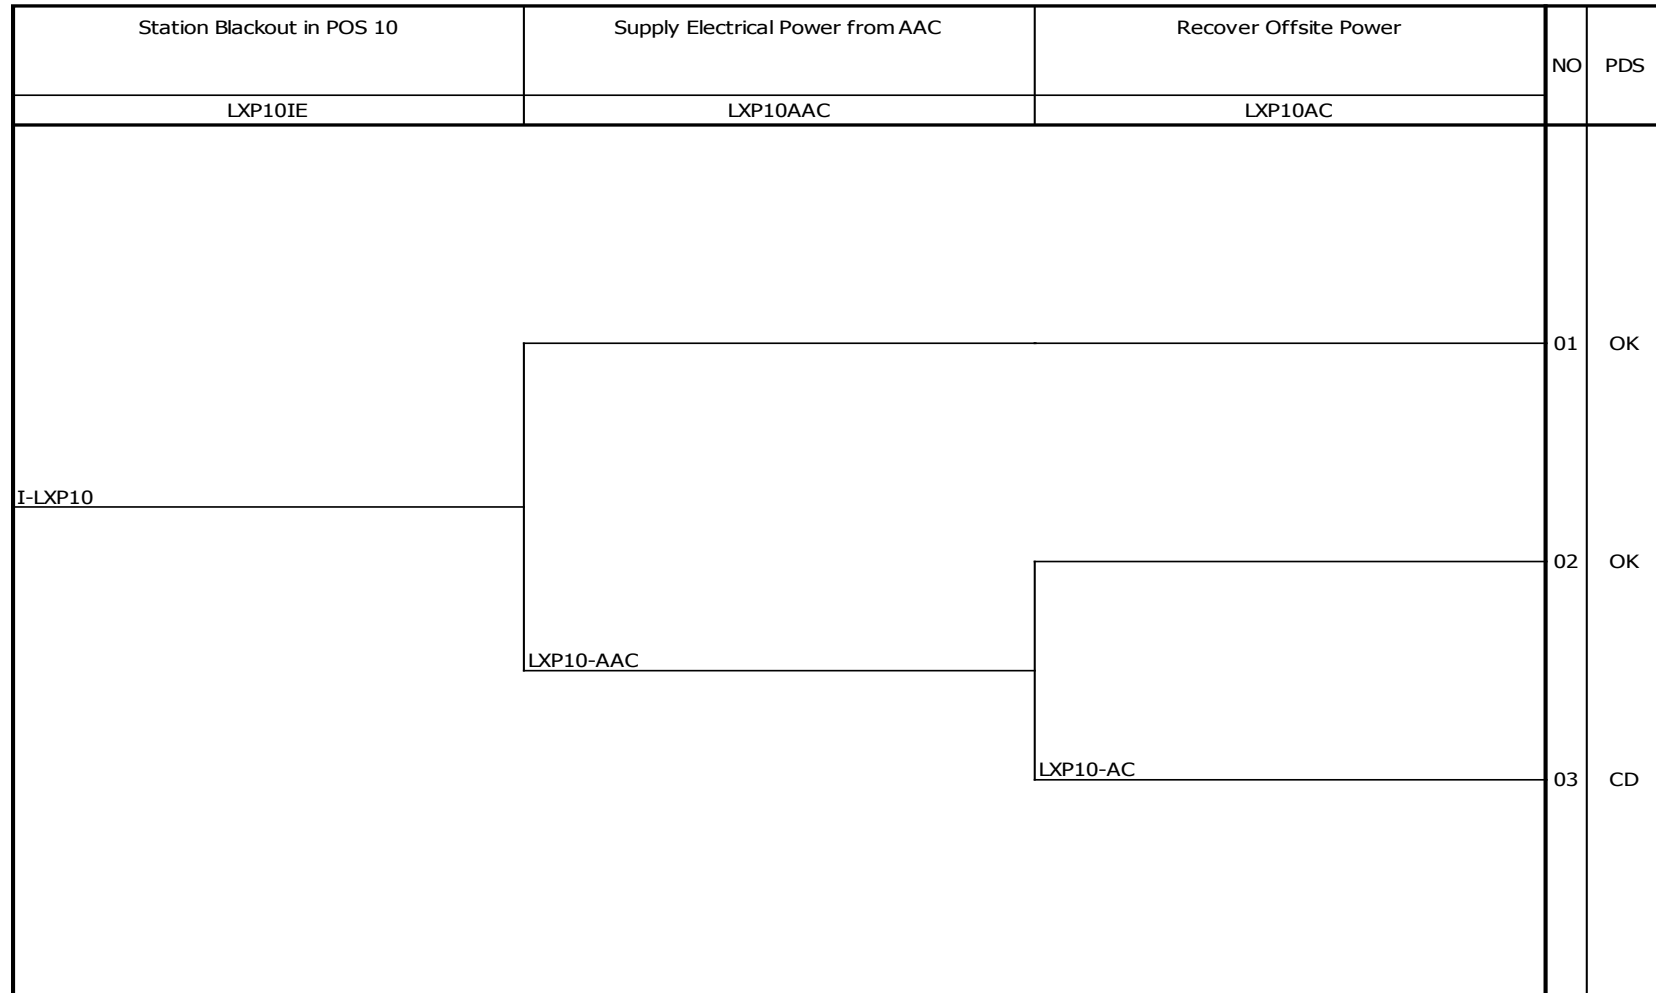 Station Blackout in POS 10
Supply Electrical Power from AAC
Recover Offsite Power
NO
PDS
LXP10IE
LXP10AAC
LXP10AC
01
OK
I-LXP10
02
OK
LXP10-AAC
LXP10-AC
03
CD